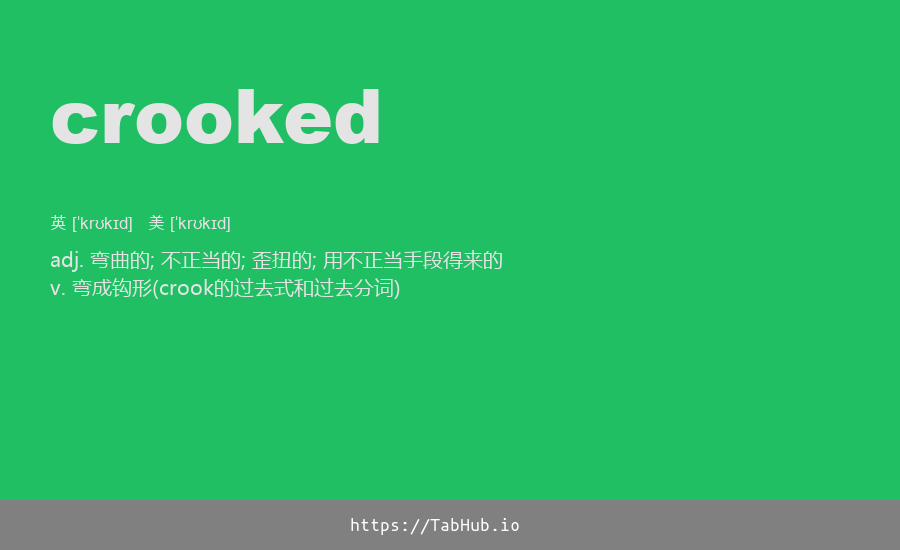 crooked
英 [ˈkrʊkɪd] 美 [ˈkrʊkɪd]
adj. 弯曲的; 不正当的; 歪扭的; 用不正当手段得来的
v. 弯成钩形(crook的过去式和过去分词)
https://TabHub.io